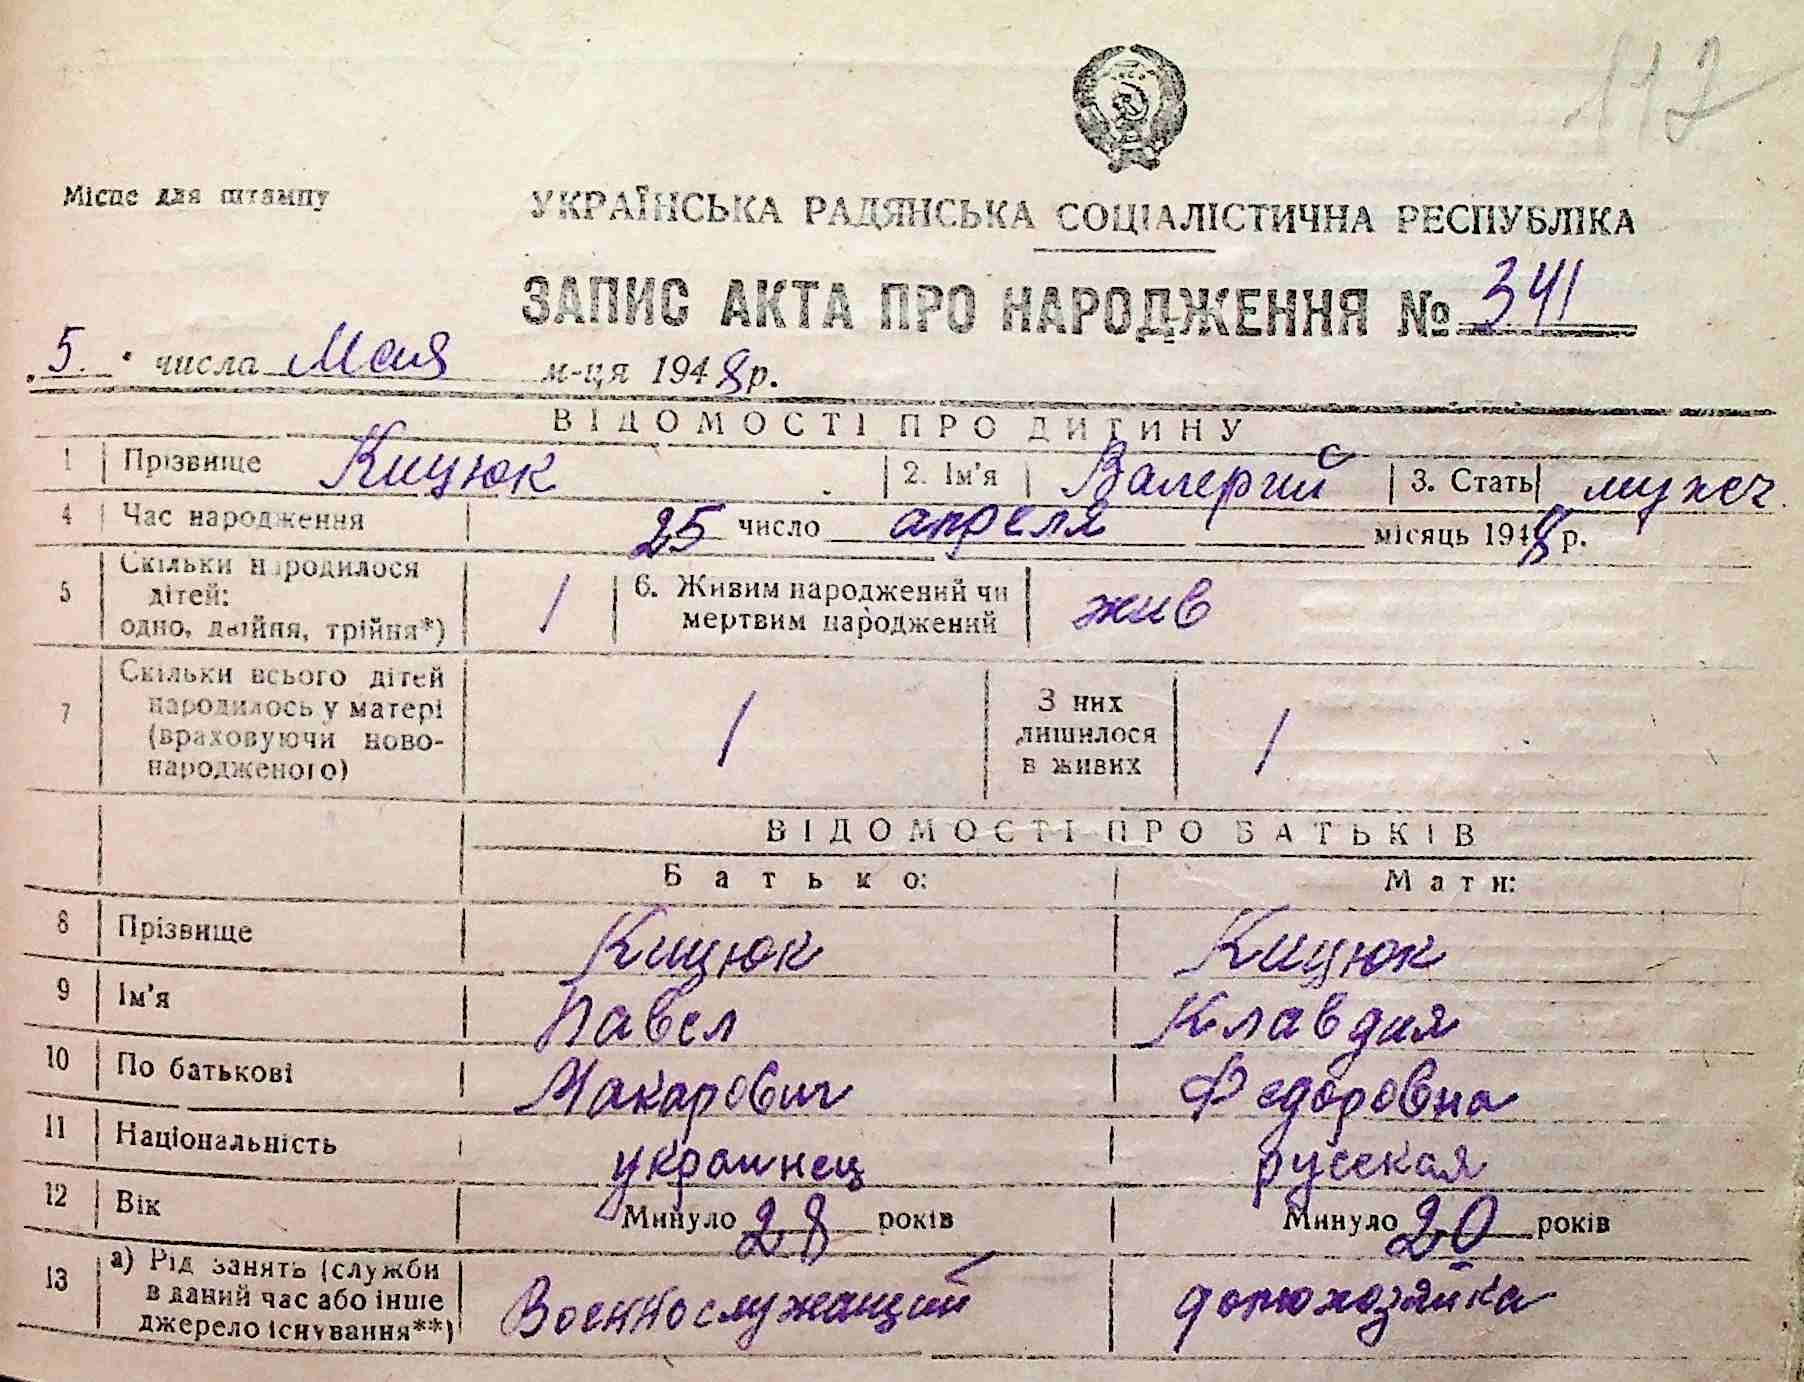 117
Місце для штампу
УКРАЇНСЬКА РАДЯНСЬКА СОЦІАЛІСТИЧНА РЕСПУБЛІКА
ЗАПИС АКТА ПРО НАРОДЖЕННЯ № 341
5. числа Мая м-ця 1948 р.
ВІДОМОСТІ ПРО ДИТИНУ
1 Прізвище Кицюк 2. Ім'я Валерий 3. Стать мужеч.
4 Час народження 25 число апреля місяць 1948 р.
5 Скільки народилося дітей: одно, двійня, трійня*) 1 6. Живим народжений чи мертвим народжений жив
7 Скільки всього дітей народилось у матері (враховуючи новонародженого) 1 З них лишилося в живих 1
ВІДОМОСТІ ПРО БАТЬКІВ
Батько: Мати:
8 Прізвище Кицюк Кицюк
9 Ім'я Павел Клавдия
10 По батькові Макарович Федоровна
11 Національність украинец русская
12 Вік Минуло 28 років Минуло 20 років
13 а) Рід занять (служби в даний час або інше джерело існування**) Военнослужащий домохозяйка